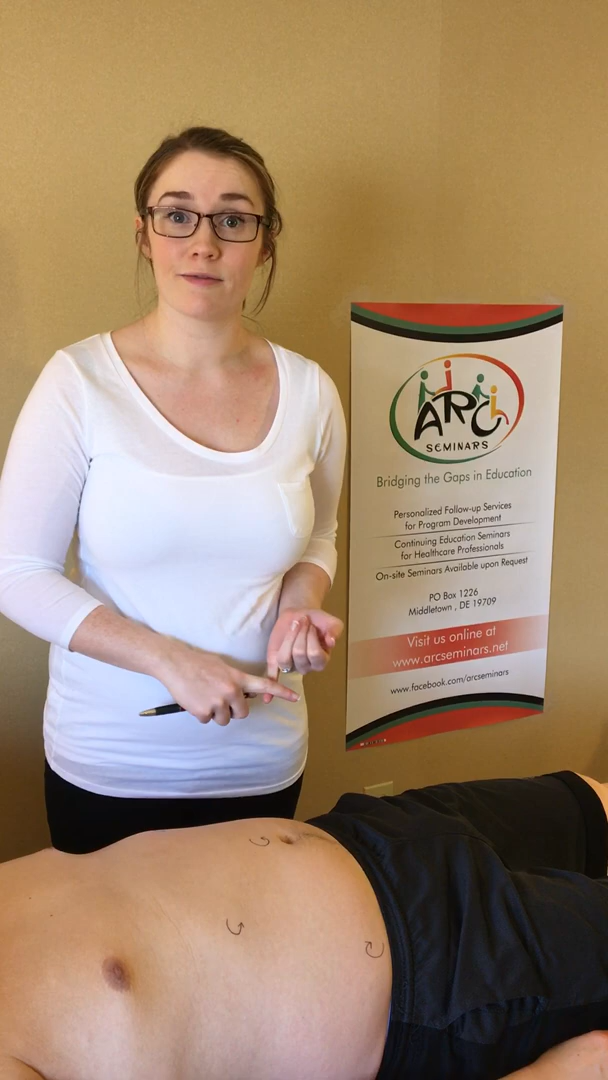 ARC
SEMINARS
Bridging the Gaps in Education
Personalized Follow-up Services
for Program Development
Continuing Education Seminars
for Healthcare Professionals
On-site Seminars Available upon Request
PO Box 1226
Middletown , DE 19709
Visit us online at
www.arcseminars.net
www.facebook.com/arcseminars